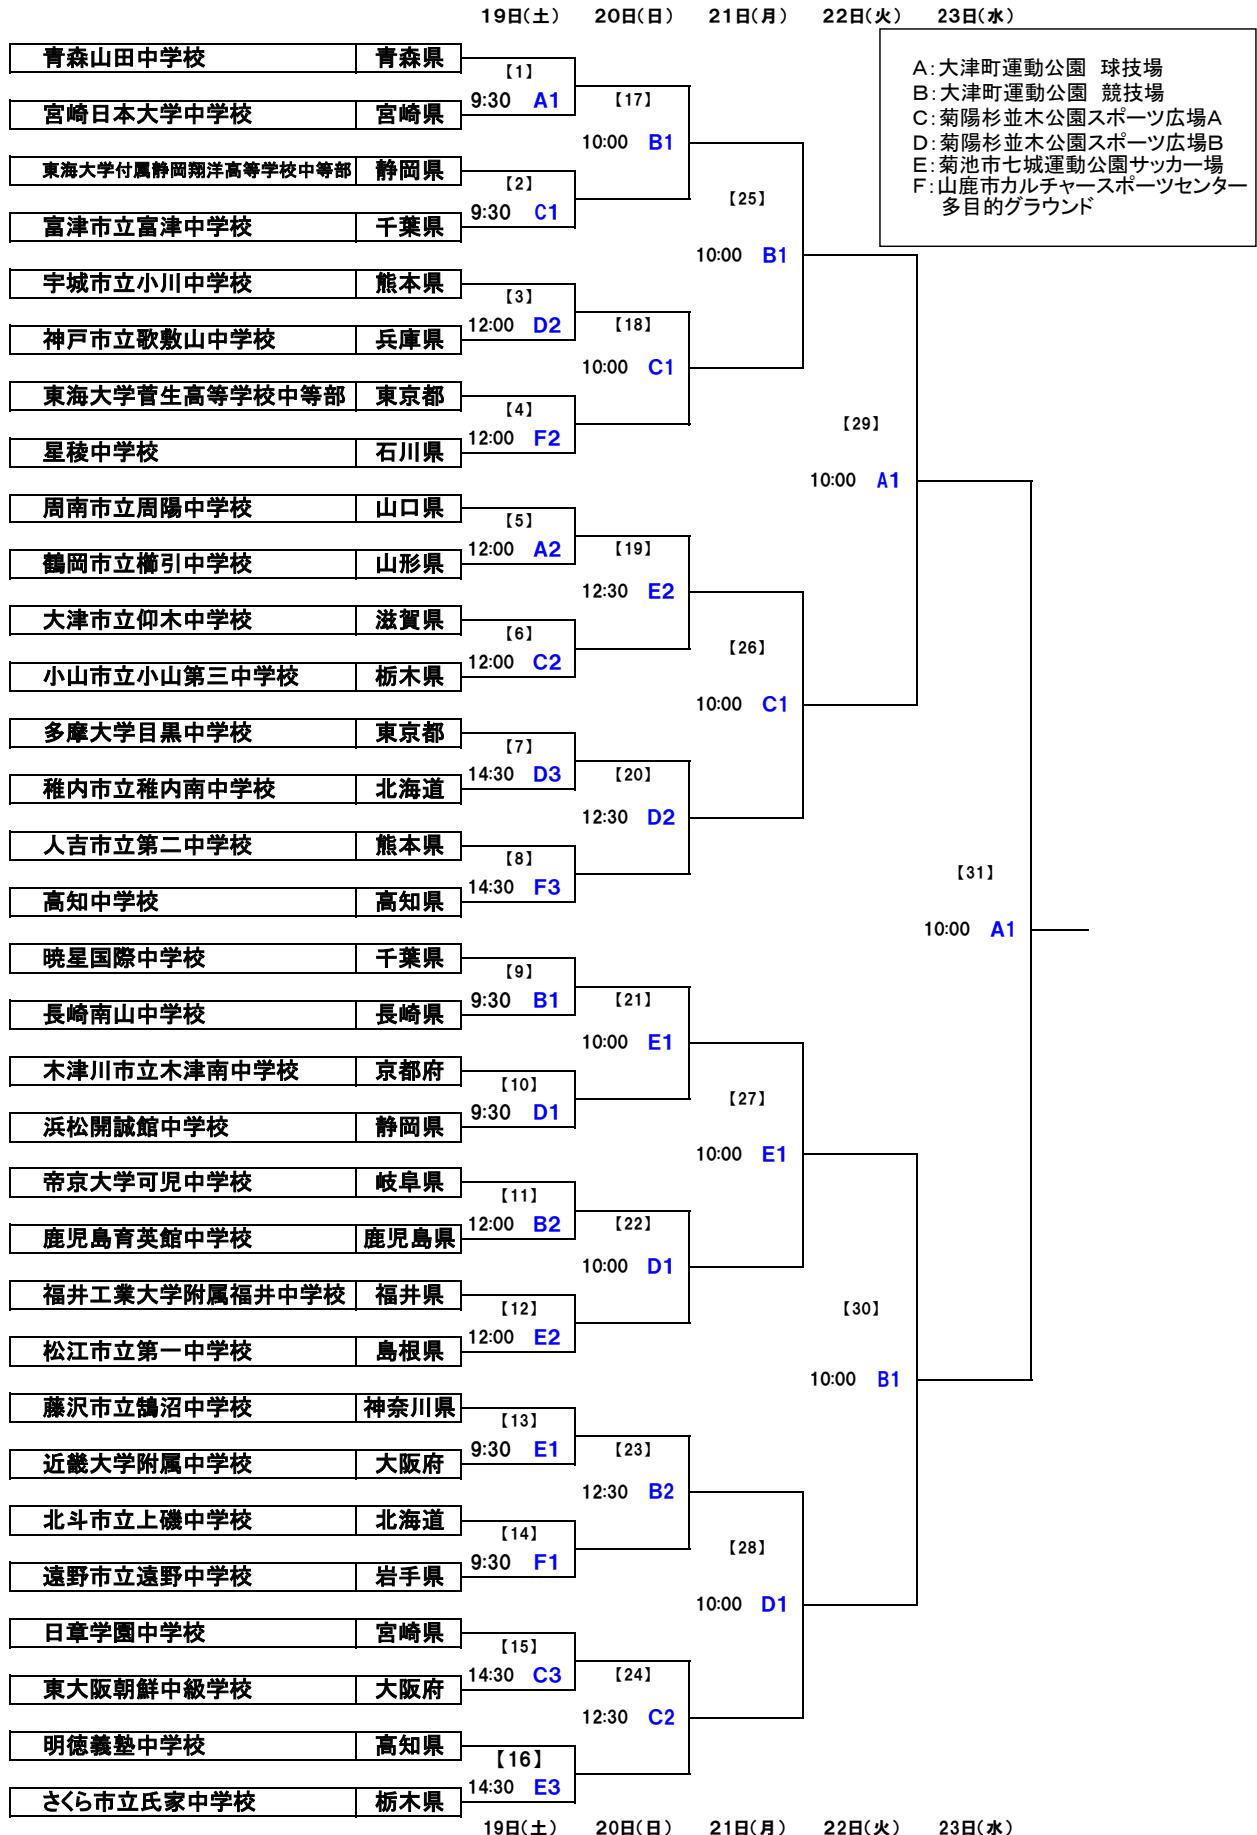 19日(土) 20日(日) 21日(月) 22日(火) 23日(水)
A:大津町運動公園 球技場
B:大津町運動公園 競技場
C:菊陽杉並木公園スポーツ広場A
D:菊陽杉並木公園スポーツ広場B
E:菊池市七城運動公園サッカー場
F:山鹿市カルチャースポーツセンター
多目的グラウンド
青森山田中学校 青森県
【1】
9:30 A1
宮崎日本大学中学校 宮崎県
【17】
10:00 B1
東海大学付属静岡翔洋高等学校中等部 静岡県
【2】
9:30 C1
富津市立富津中学校 千葉県
【25】
10:00 B1
宇城市立小川中学校 熊本県
【3】
12:00 D2
神戸市立歌敷山中学校 兵庫県
【18】
10:00 C1
東海大学菅生高等学校中等部 東京都
【4】
12:00 F2
星稜中学校 石川県
【29】
10:00 A1
周南市立周陽中学校 山口県
【5】
12:00 A2
鶴岡市立櫛引中学校 山形県
【19】
12:30 E2
大津市立仰木中学校 滋賀県
【6】
12:00 C2
小山市立小山第三中学校 栃木県
【26】
10:00 C1
多摩大学目黒中学校 東京都
【7】
14:30 D3
稚内市立稚内南中学校 北海道
【20】
12:30 D2
人吉市立第二中学校 熊本県
【8】
14:30 F3
高知中学校 高知県
【31】
10:00 A1
暁星国際中学校 千葉県
【9】
9:30 B1
長崎南山中学校 長崎県
【21】
10:00 E1
木津川市立木津南中学校 京都府
【10】
9:30 D1
浜松開誠館中学校 静岡県
【27】
10:00 E1
帝京大学可児中学校 岐阜県
【11】
12:00 B2
鹿児島育英館中学校 鹿児島県
【22】
10:00 D1
福井工業大学附属福井中学校 福井県
【12】
12:00 E2
松江市立第一中学校 島根県
【30】
10:00 B1
藤沢市立鵠沼中学校 神奈川県
【13】
9:30 E1
近畿大学附属中学校 大阪府
【23】
12:30 B2
北斗市立上磯中学校 北海道
【14】
9:30 F1
遠野市立遠野中学校 岩手県
【28】
10:00 D1
日章学園中学校 宮崎県
【15】
14:30 C3
東大阪朝鮮中級学校 大阪府
【24】
12:30 C2
明徳義塾中学校 高知県
【16】
14:30 E3
さくら市立氏家中学校 栃木県
19日(土) 20日(日) 21日(月) 22日(火) 23日(水)